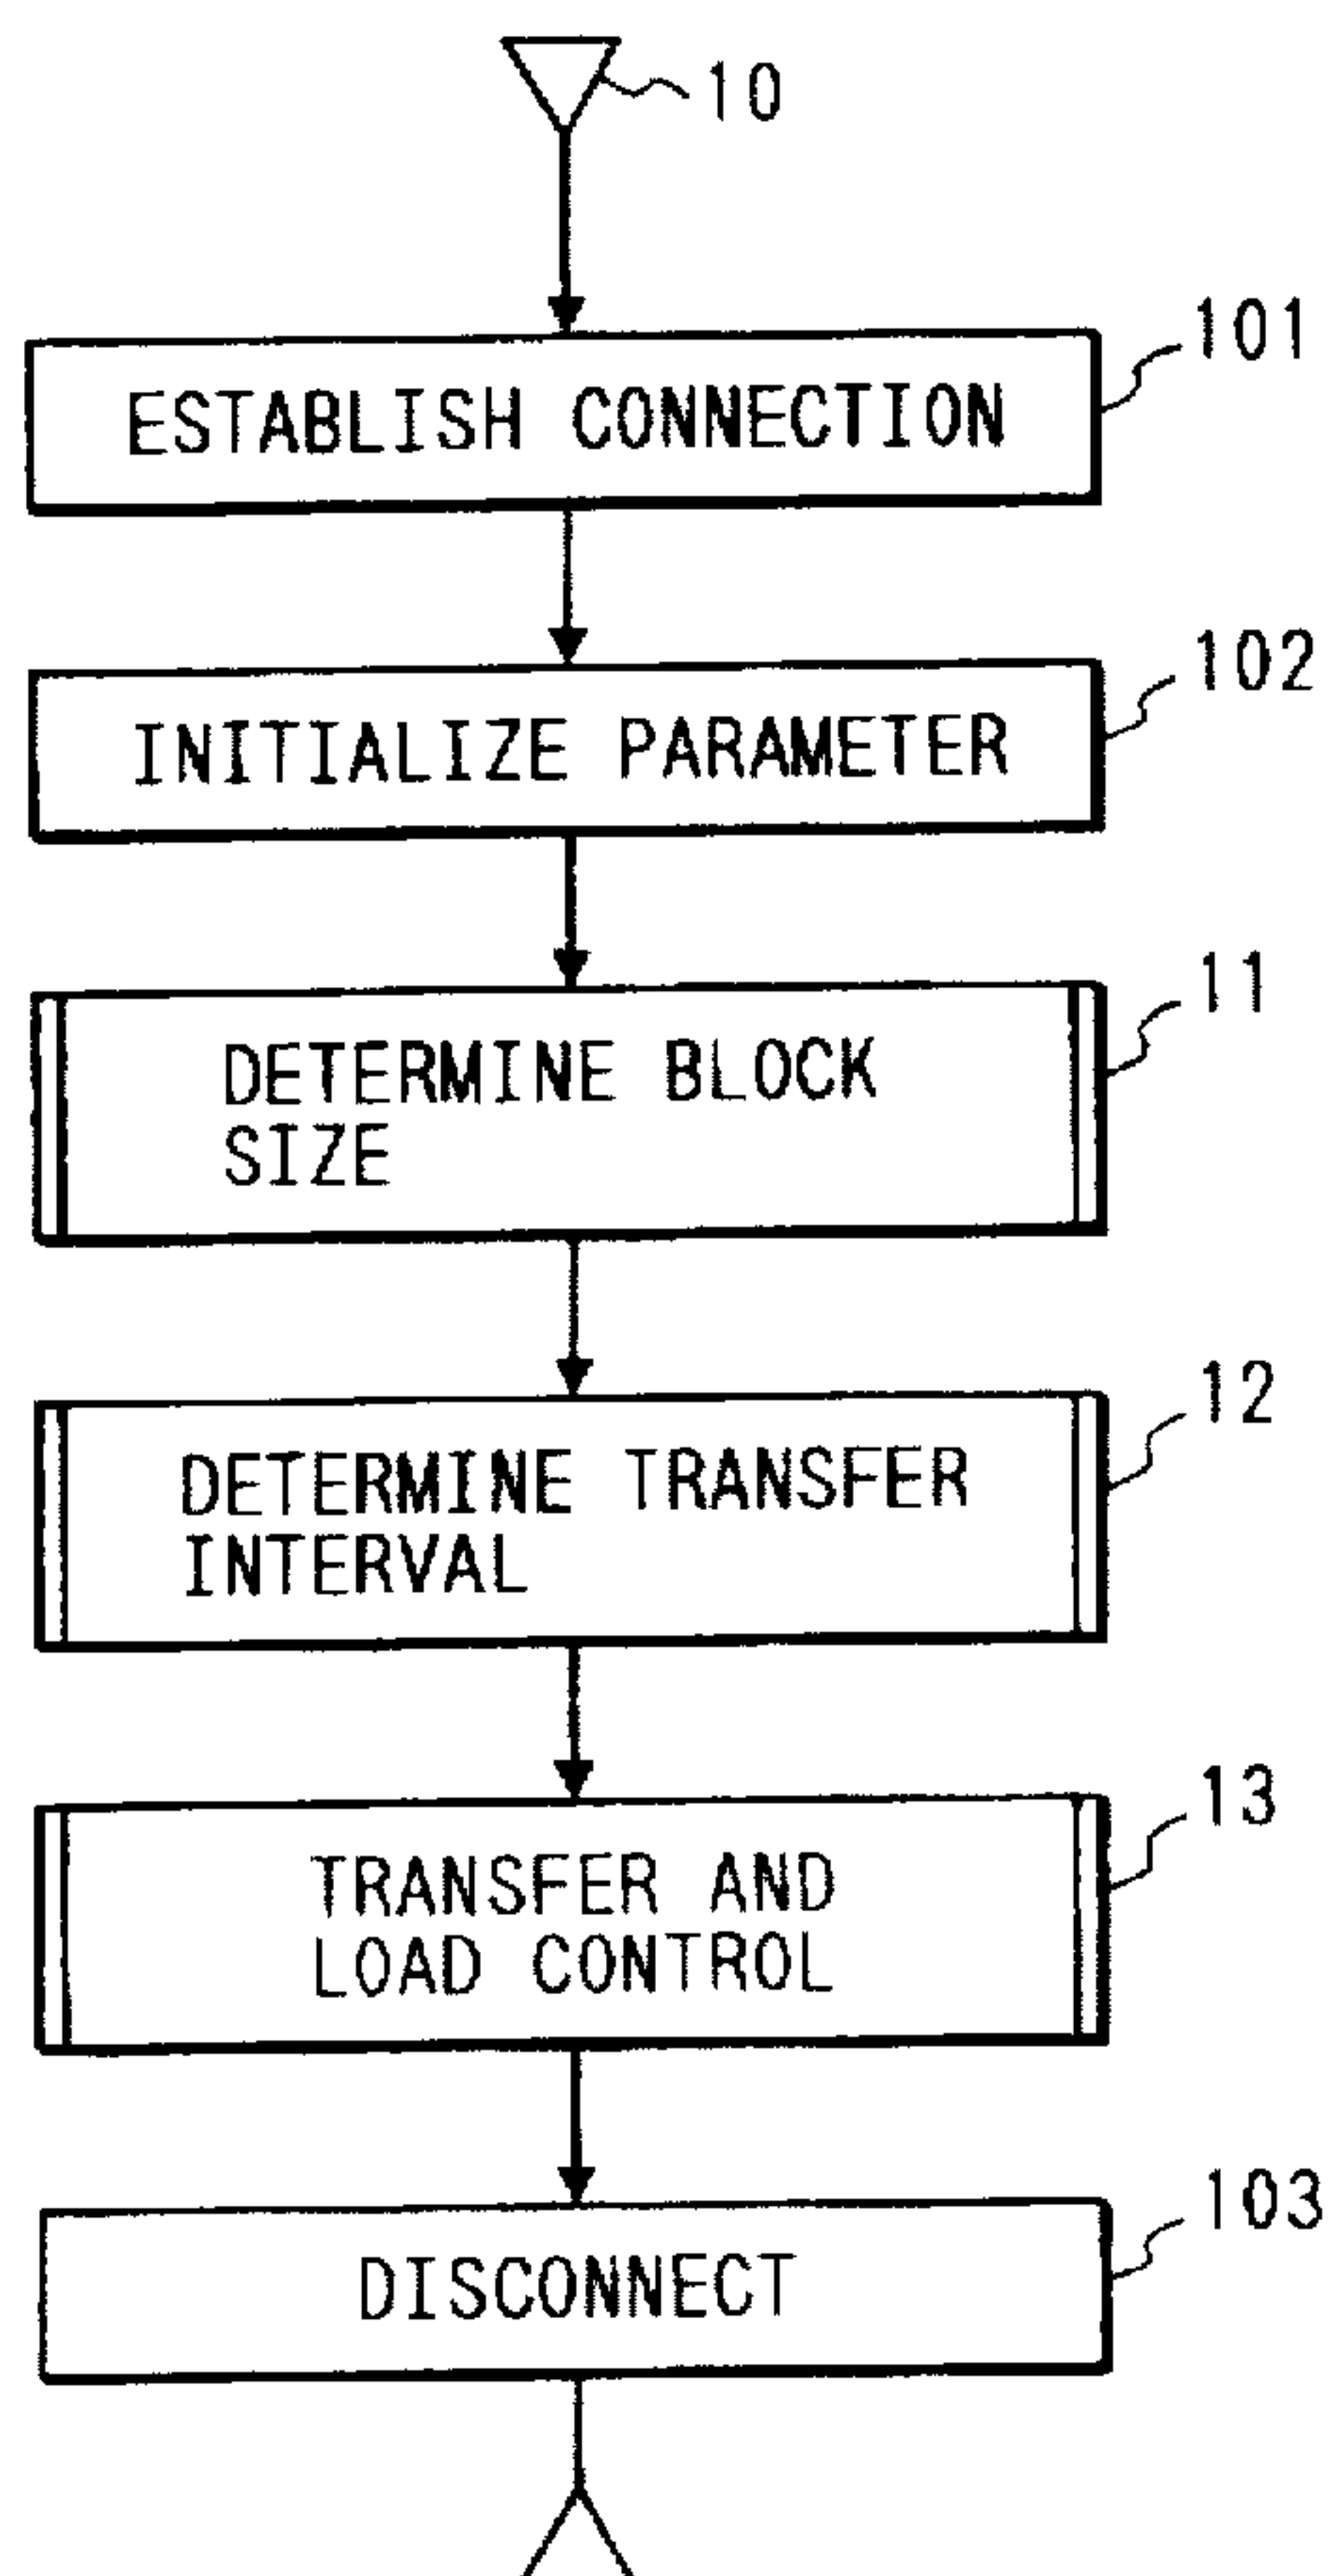 10
101
ESTABLISH CONNECTION
102
INITIALIZE PARAMETER
11
DETERMINE BLOCK
SIZE
12
DETERMINE TRANSFER
INTERVAL
13
TRANSFER AND
LOAD CONTROL
103
DISCONNECT